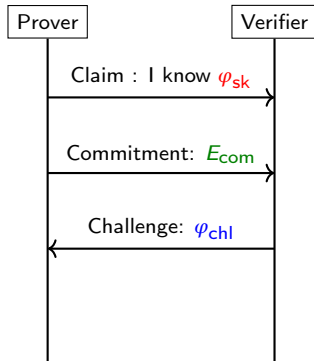 Prover Verifier
Claim : I know φsk
Commitment: Ecom
Challenge: φchl